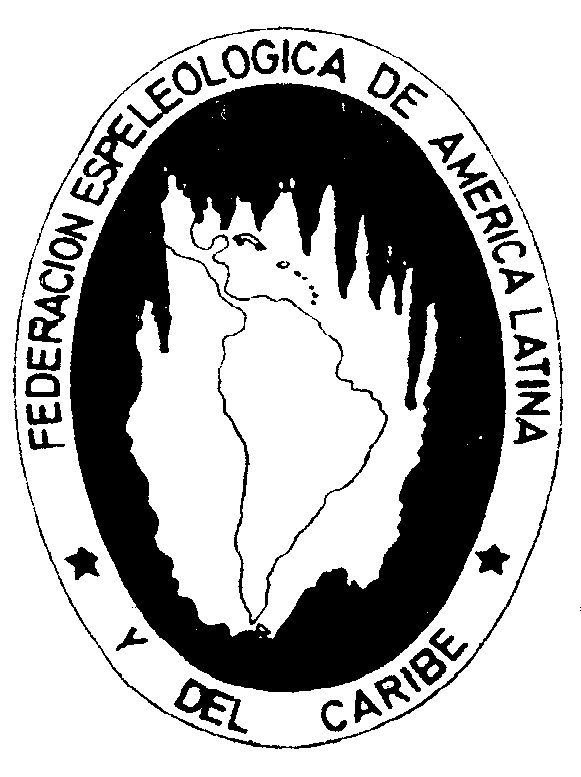 FEDERACION ESPELEOLOGICA DE AMERICA LATINA
Y DEL CARIBE